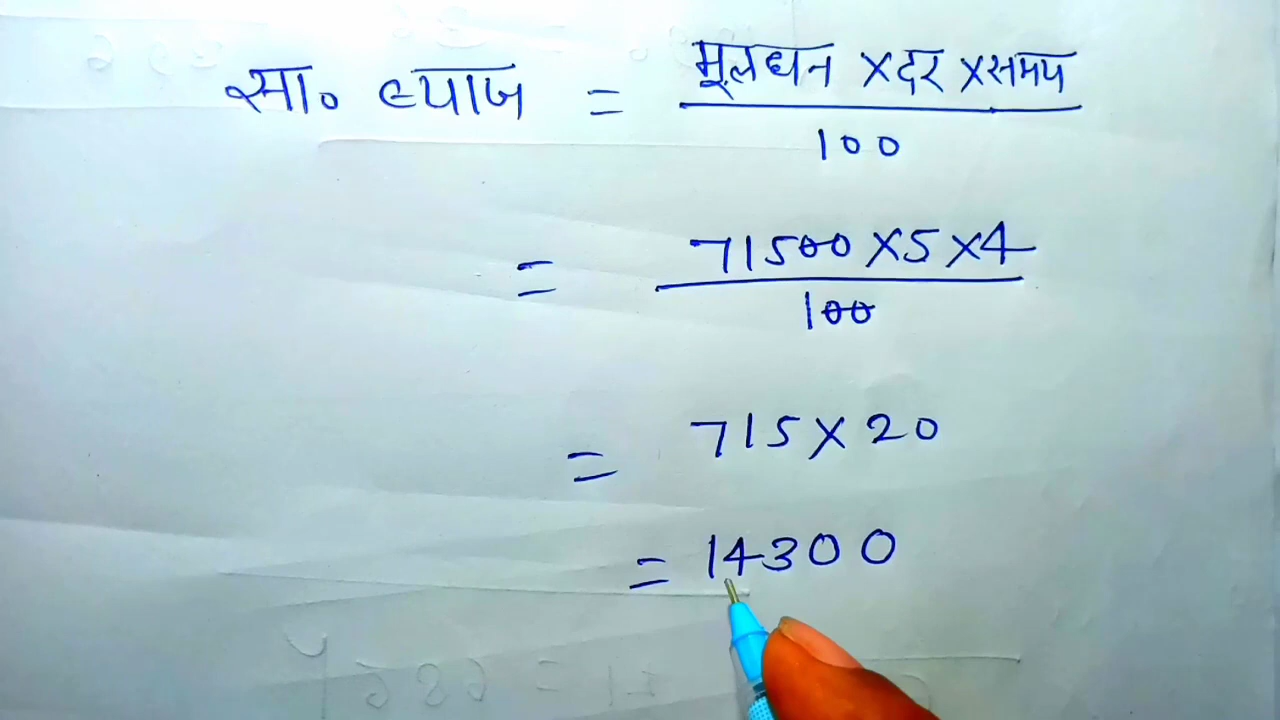 सा० ब्याज = मूलधन × दर × समय
100
= 71500 × 5 × 4
100
= 715 × 20
= 14300